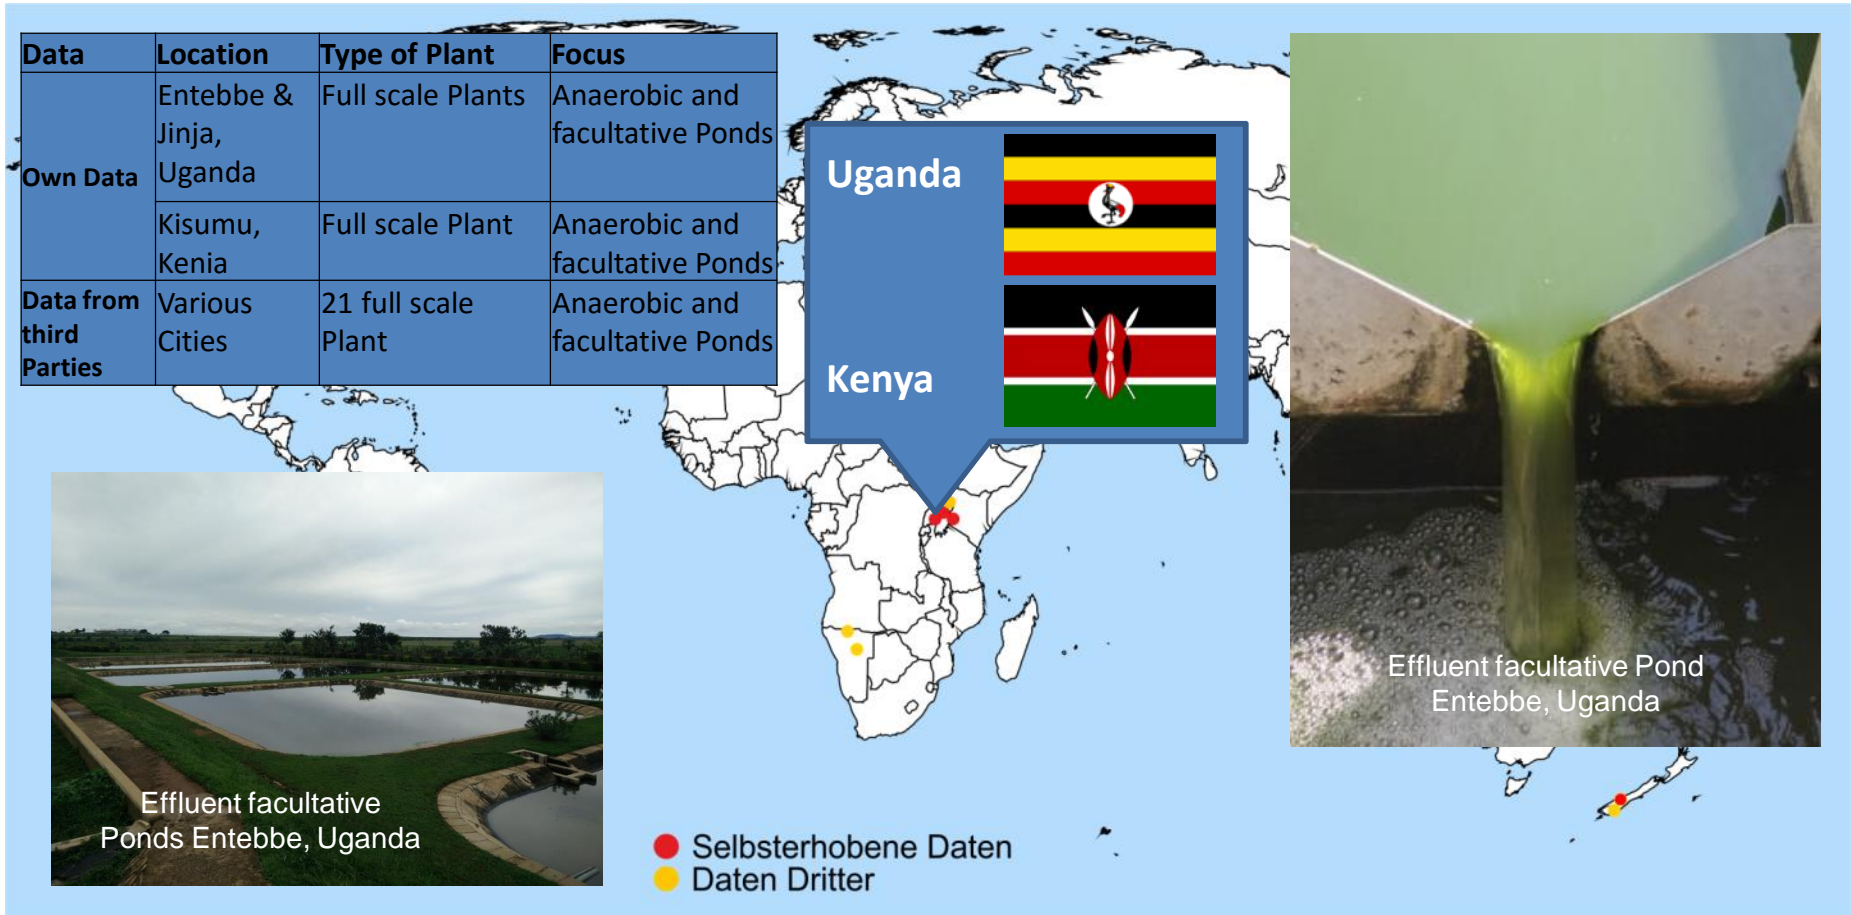 Data Location Type of Plant Focus
Own Data
Entebbe &
Jinja,
Uganda
Full scale Plants
Anaerobic and
facultative Ponds
Kisumu,
Kenia
Full scale Plant
Anaerobic and
facultative Ponds
Data from
third
Parties
Various
Cities
21 full scale
Plant
Anaerobic and
facultative Ponds
Uganda
Kenya
Effluent facultative
Ponds Entebbe, Uganda
Effluent facultative Pond
Entebbe, Uganda
Selbsterhobene Daten
Daten Dritter